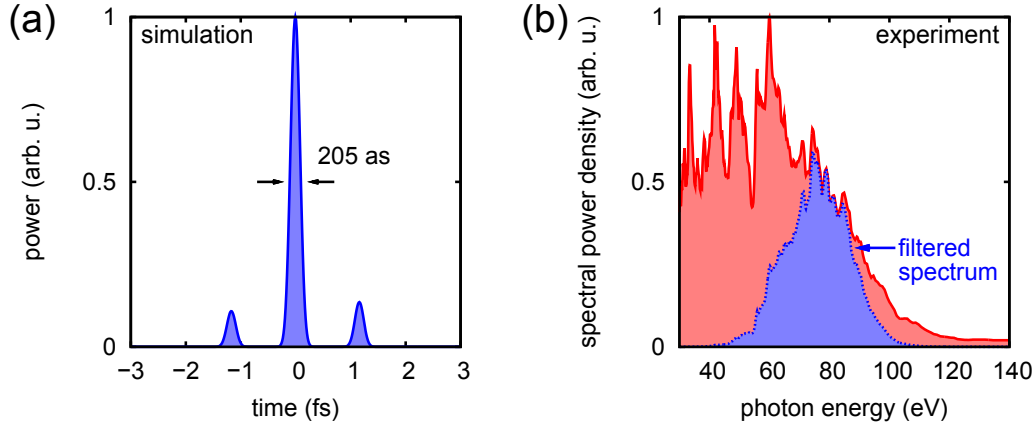 (a)
simulation
205 as
power (arb. u.)
1
0.5
0
−3
−2
−1
0
1
2
3
time (fs)
(b)
experiment
filtered
spectrum
spectral power density (arb. u.)
1
0.5
0
40
60
80
100
120
140
photon energy (eV)